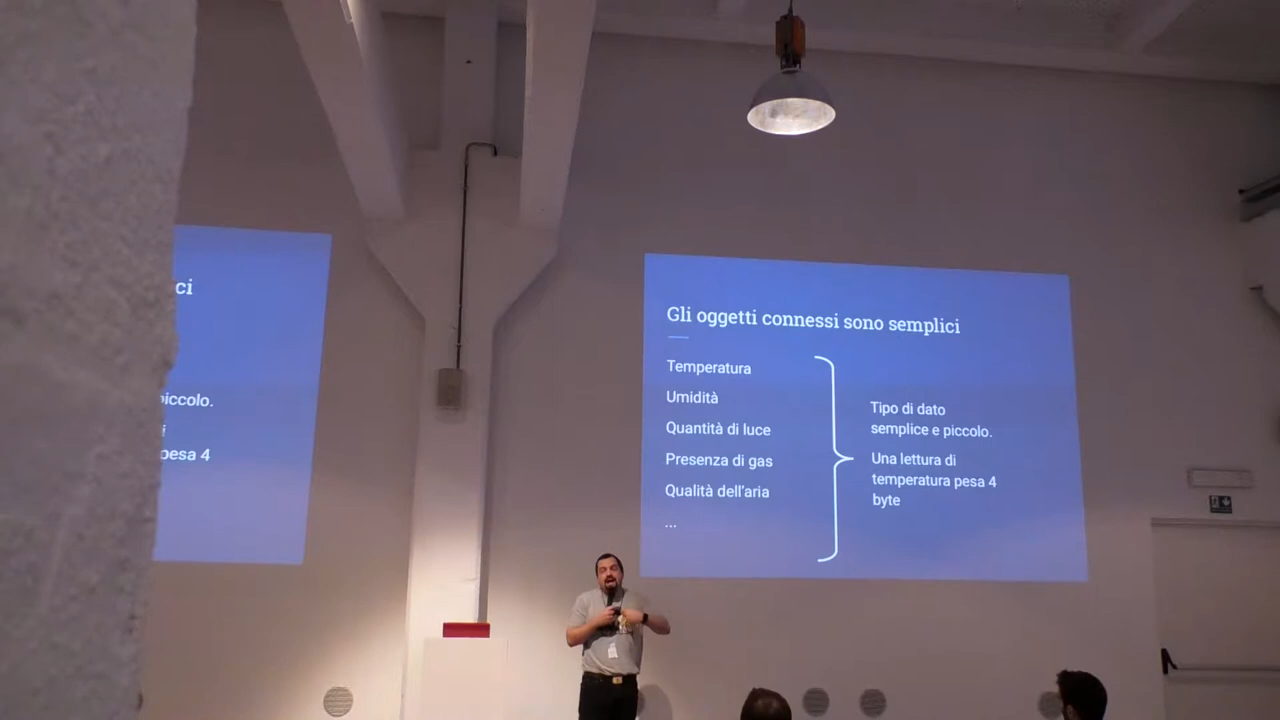 ci
piccolo.
pesa 4
Gli oggetti connessi sono semplici
Temperatura
Umidità
Quantità di luce
Presenza di gas
Qualità dell'aria
...
Tipo di dato
semplice e piccolo.
Una lettura di
temperatura pesa 4
byte